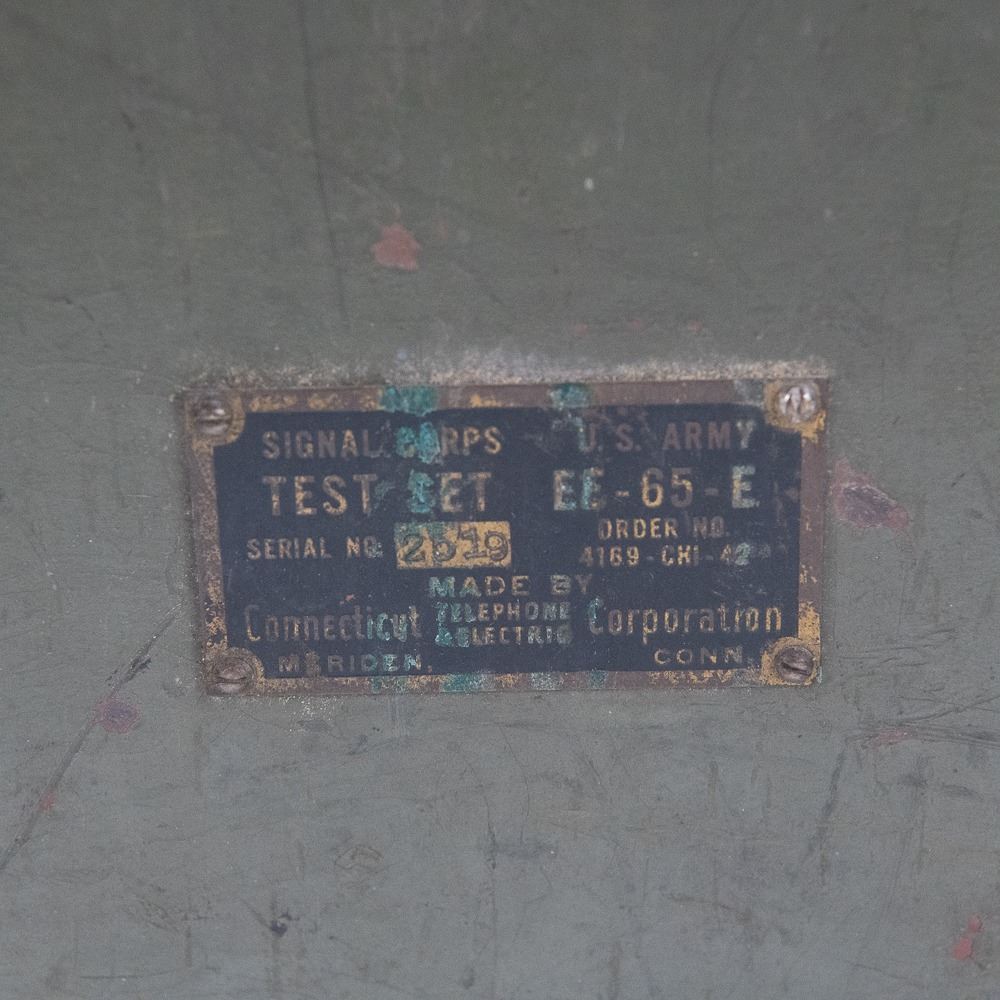 SIGNAL CORPS U.S. ARMY
TEST SET EE-65-E
SERIAL NO. 2519 ORDER NO.
4169-CHI-42
MADE BY
Connecticut TELEPHONE & ELECTRIC Corporation
MERIDEN, CONN.